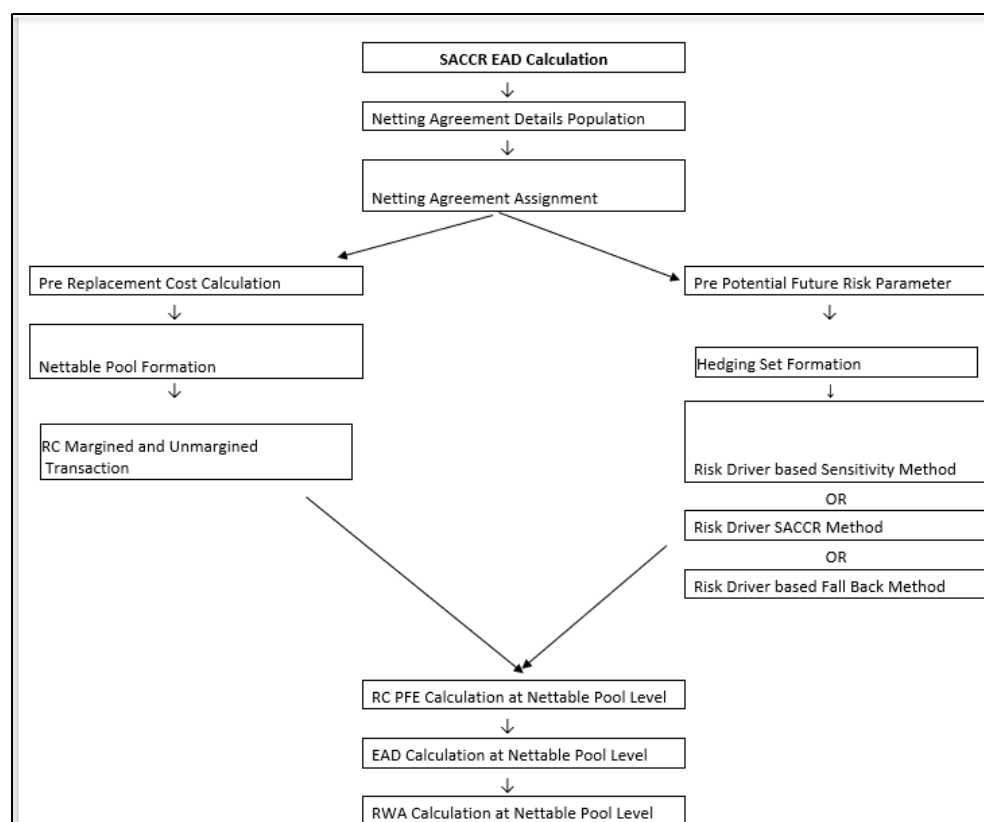 SACCR EAD Calculation
Netting Agreement Details Population
Netting Agreement Assignment
Pre Replacement Cost Calculation
Nettable Pool Formation
RC Margined and Unmargined
Transaction
Pre Potential Future Risk Parameter
Hedging Set Formation
Risk Driver based Sensitivity Method
OR
Risk Driver SACCR Method
OR
Risk Driver based Fall Back Method
RC PFE Calculation at Nettable Pool Level
EAD Calculation at Nettable Pool Level
RWA Calculation at Nettable Pool Level